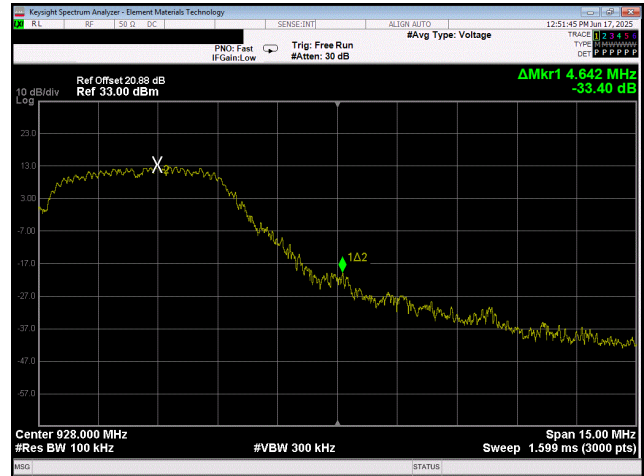 Keysight Spectrum Analyzer - Element Materials Technology
LXI RL RF 50 Ω DC SENSE:INT ALIGN AUTO 12:51:45 PM Jun 17, 2025
#Avg Type: Voltage TRACE 1 2 3 4 5 6
PNO: Fast Trig: Free Run TYPE M M W W W W
IFGain:Low #Atten: 30 dB DET P P P P P P
ΔMkr1 4.642 MHz
Ref Offset 20.88 dB
10 dB/div Ref 33.00 dBm -33.40 dB
Log
23.0
13.0
3.00
-7.00
1Δ2
-17.0
-27.0
-37.0
-47.0
-57.0
Center 928.000 MHz Span 15.00 MHz
#Res BW 100 kHz #VBW 300 kHz Sweep 1.599 ms (3000 pts)
MSG STATUS